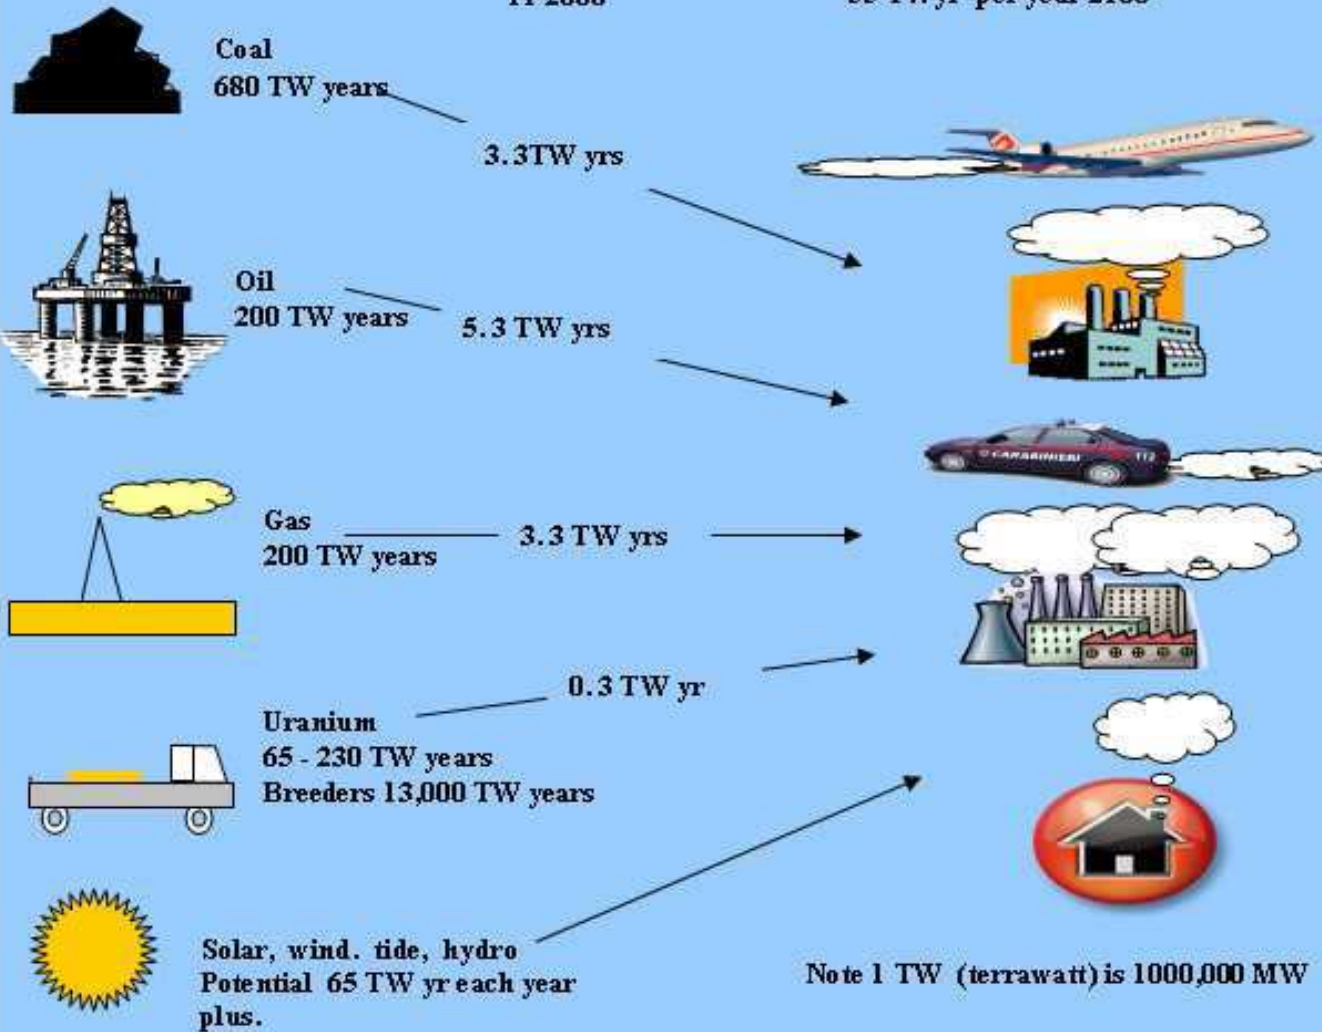 Coal
680 TW years
3.3TW yrs
Oil
200 TW years
5.3 TW yrs
CARABINIERI 112
Gas
200 TW years
3.3 TW yrs
0.3 TW yr
Uranium
65 - 230 TW years
Breeders 13,000 TW years
Solar, wind. tide, hydro
Potential 65 TW yr each year
plus.
Note 1 TW (terrawatt) is 1000,000 MW